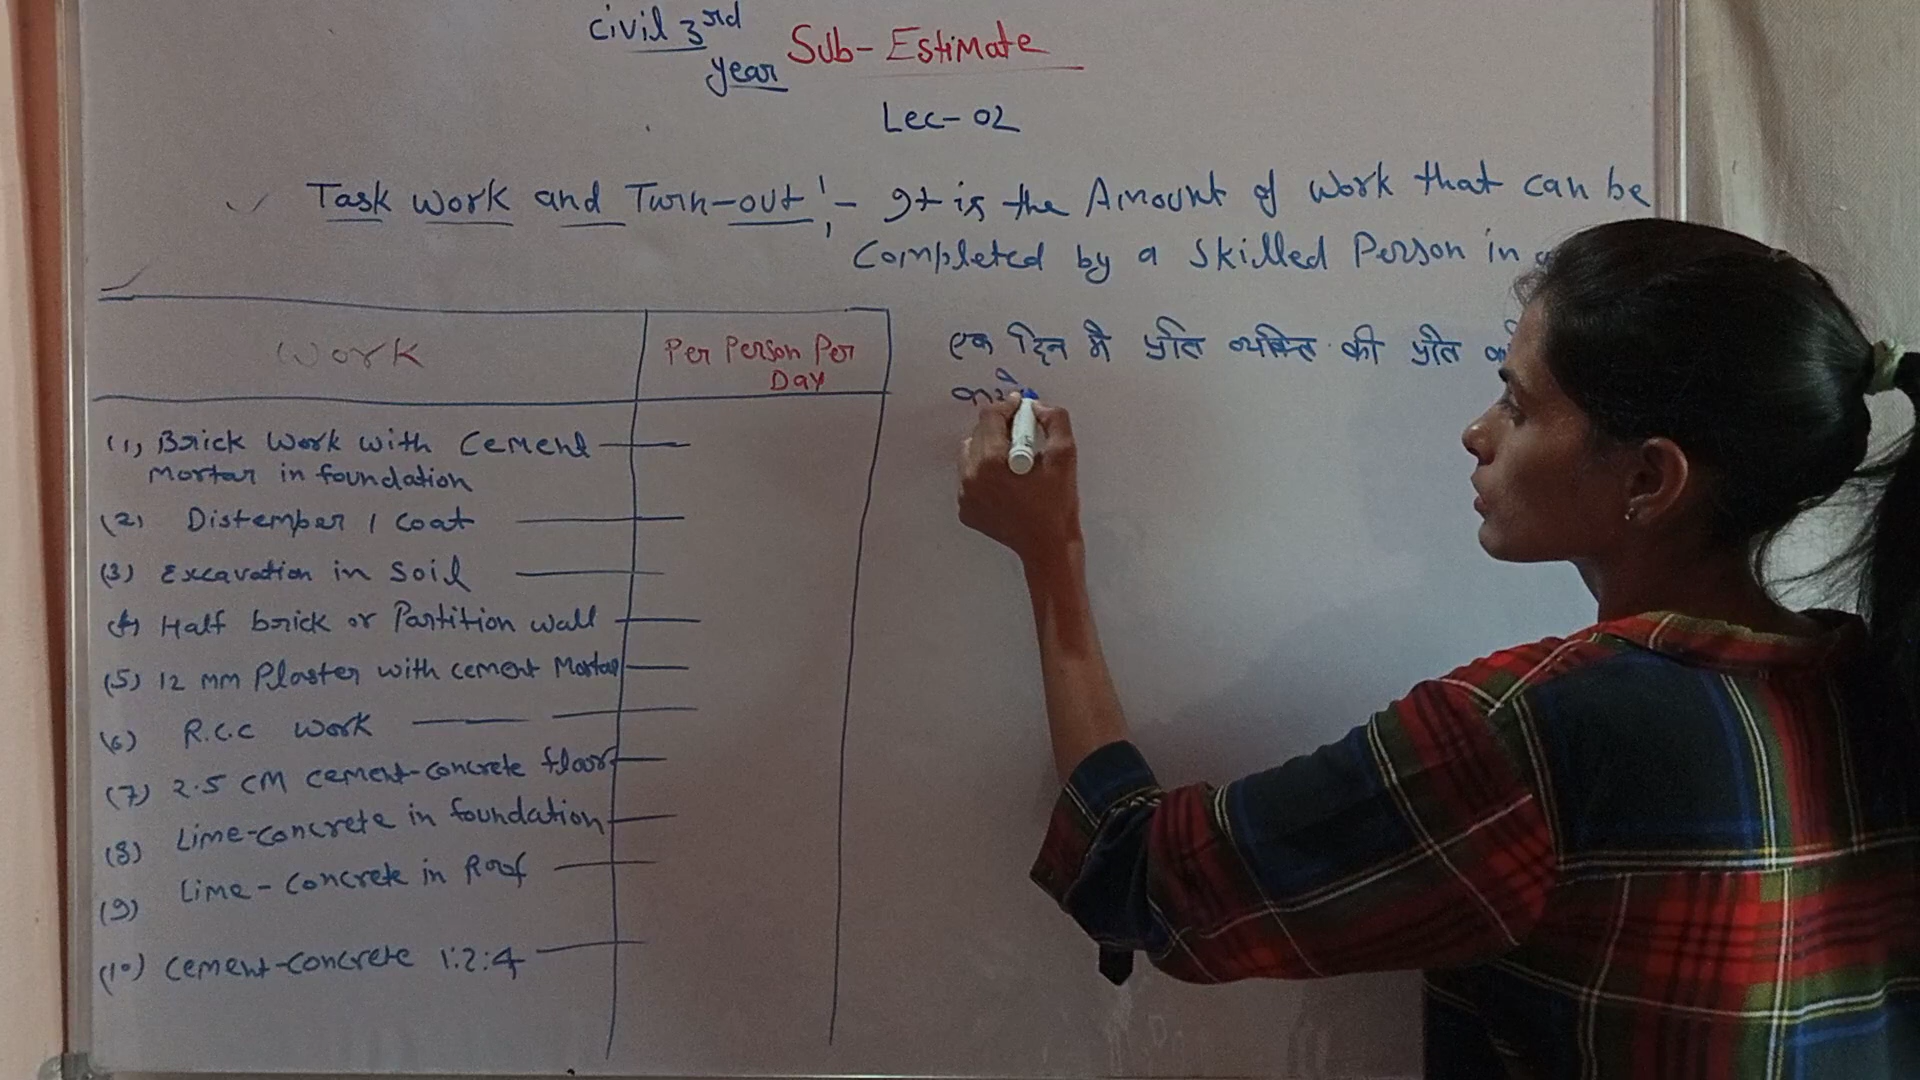 Civil 3rd year
Sub- Estimate
Lec- 02
Task work and Turn-out :- It is the Amount of work that can be
Completed by a Skilled Person in
Work
Per Person Per Day
एक दिन मे प्रति व्यक्ति की प्रति
(1) Brick work with Cement
Mortar in foundation
(2) Distember 1 Coat
(3) Excavation in Soil
(4) Half brick or Partition wall
(5) 12 mm Plaster with cement Mortar
(6) R.C.C work
(7) 2.5 CM cement-concrete floor
(8) Lime-concrete in foundation
(9) Lime - Concrete in Roof
(10) Cement-concrete 1:2:4